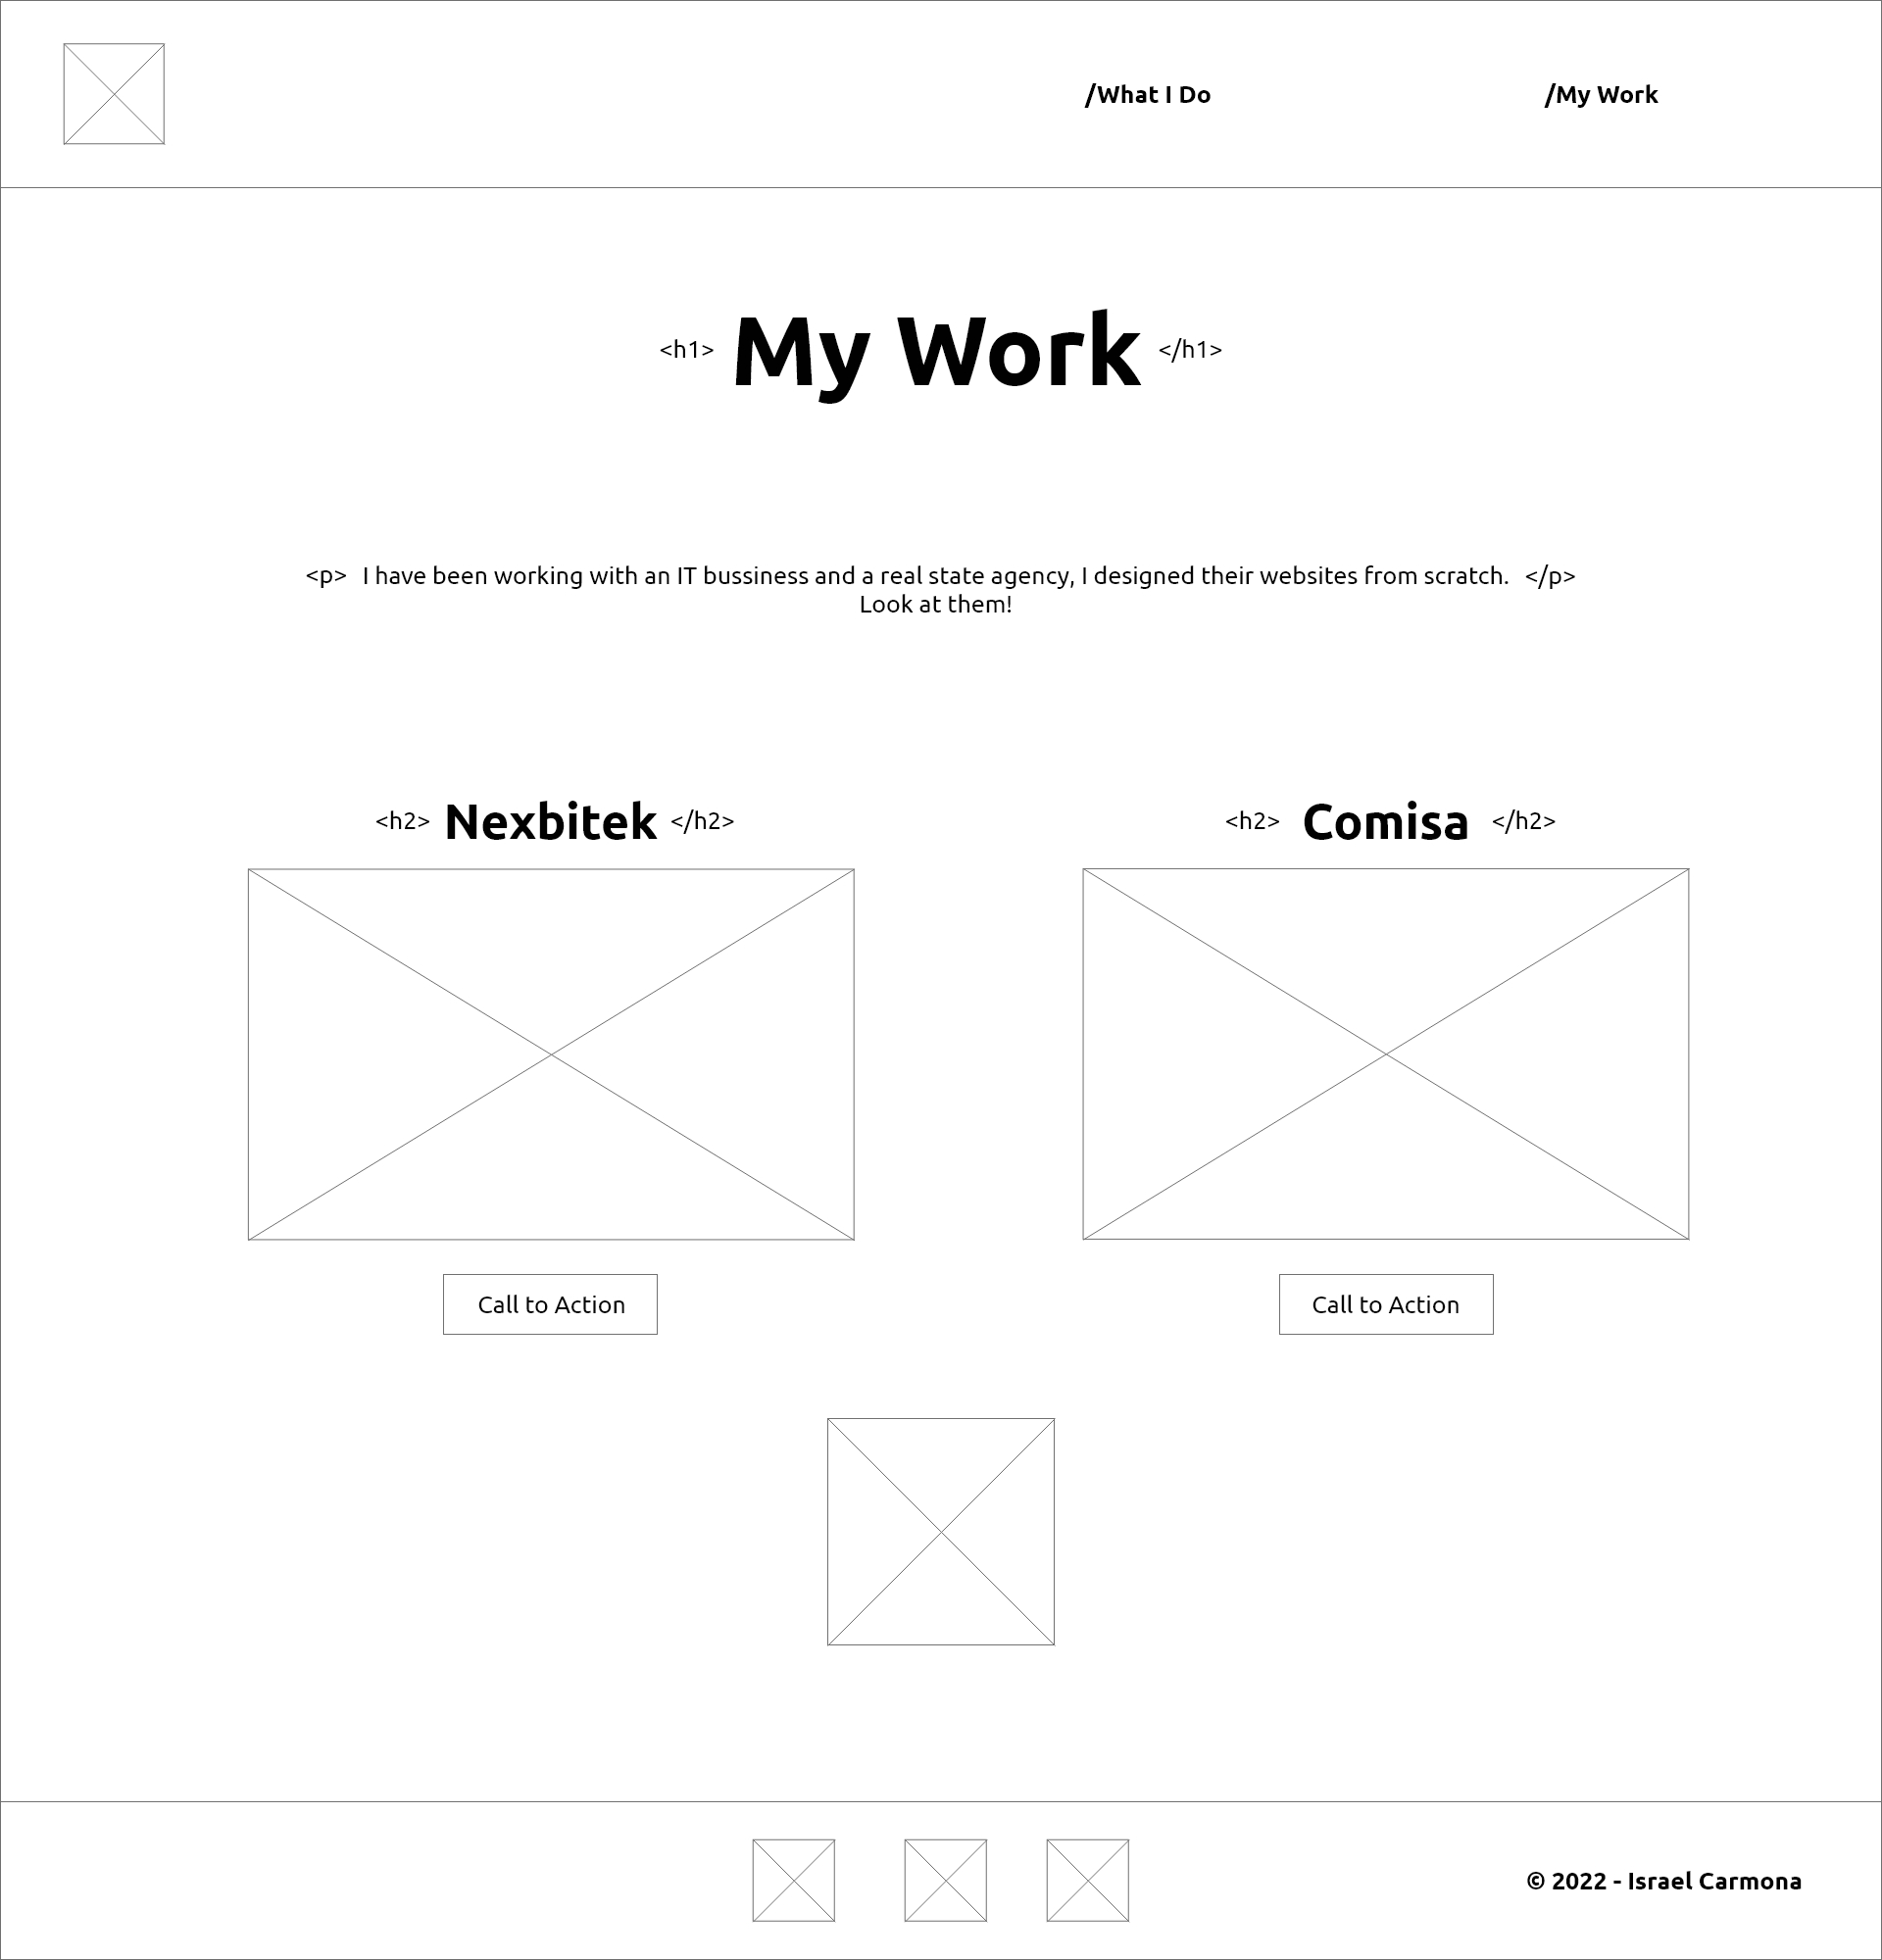 /What I Do
/My Work
<h1> My Work </h1>
<p> I have been working with an IT bussiness and a real state agency, I designed their websites from scratch. </p>
Look at them!
<h2> Nexbitek </h2>
<h2> Comisa </h2>
Call to Action
Call to Action
© 2022 - Israel Carmona